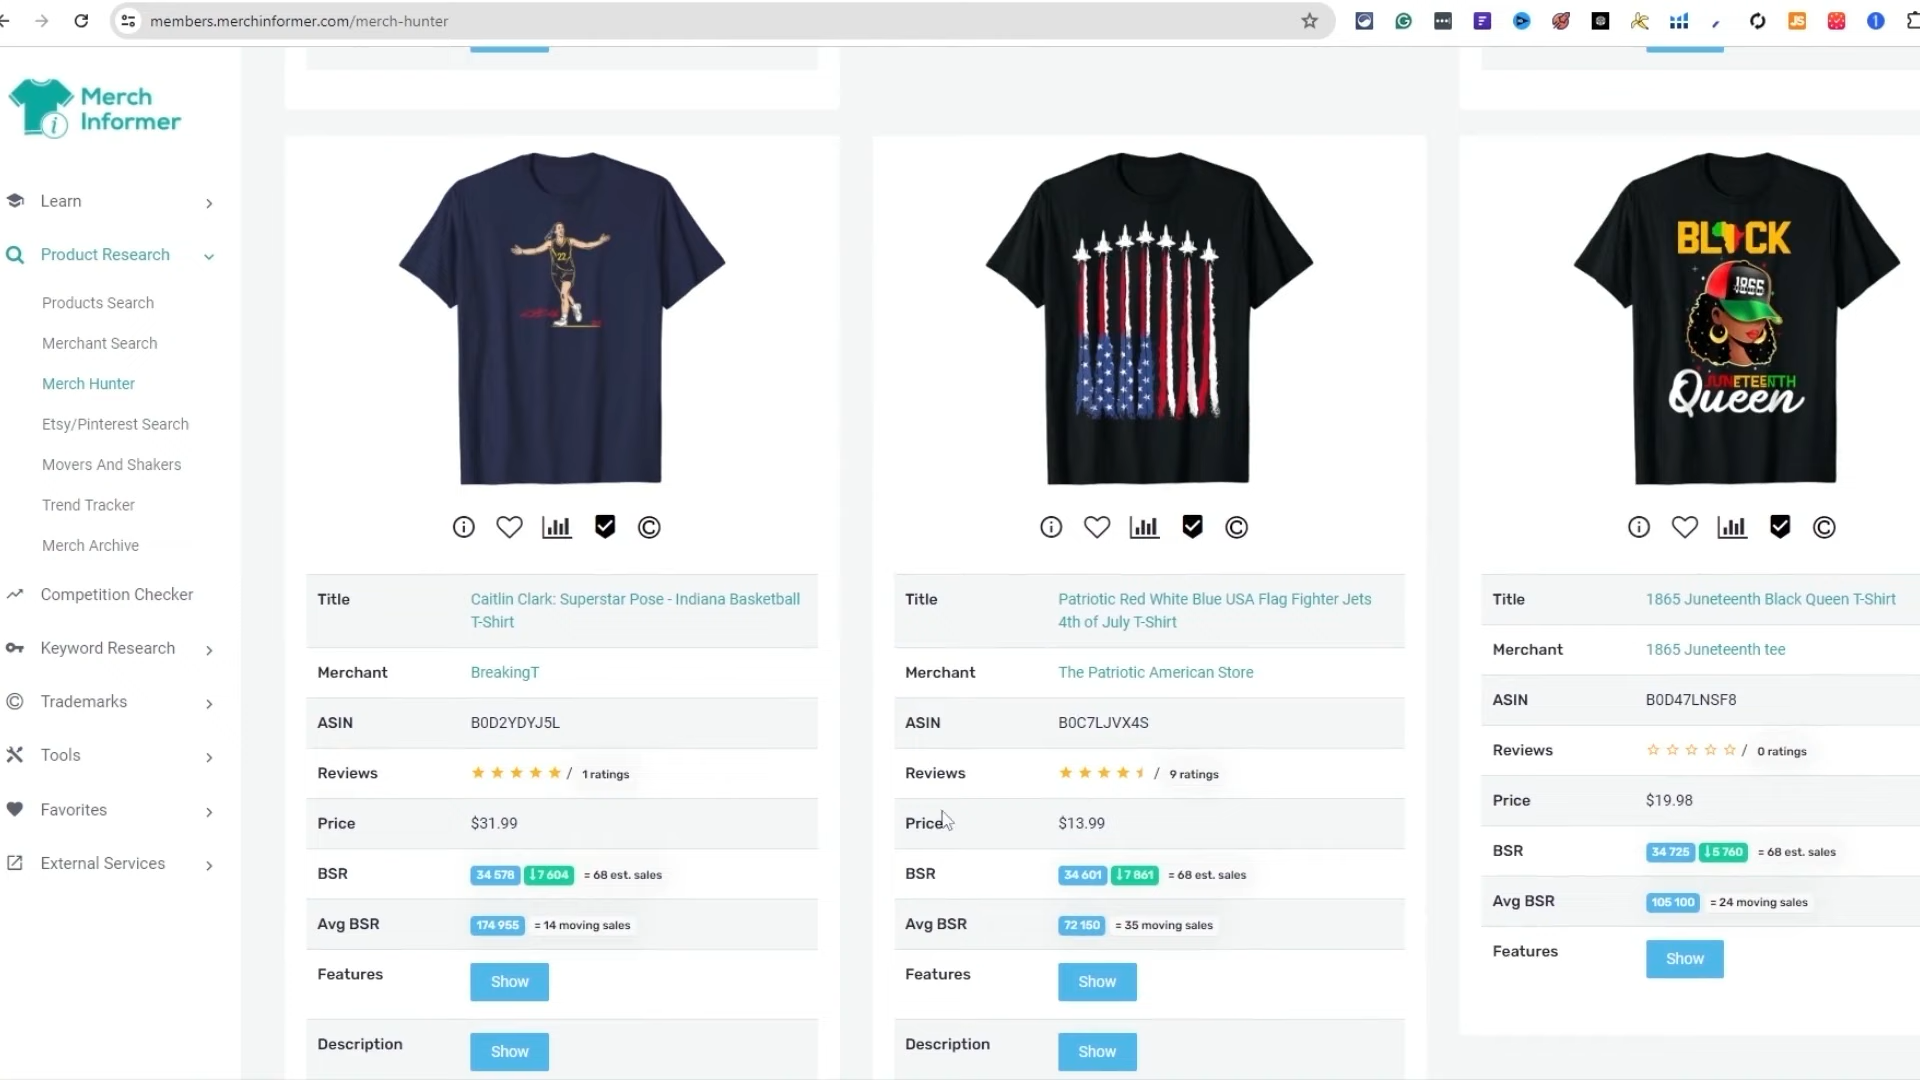 members.merchinformer.com/merch-hunter
Merch
Informer
Learn
Product Research
Products Search
Merchant Search
Merch Hunter
Etsy/Pinterest Search
Movers And Shakers
Trend Tracker
Merch Archive
Competition Checker
Keyword Research
Trademarks
Tools
Favorites
External Services
22
Title
Caitlin Clark: Superstar Pose - Indiana Basketball
T-Shirt
Merchant
BreakingT
ASIN
B0D2YDYJ5L
Reviews
/ 1 ratings
Price
$31.99
BSR
34 578 ↓7 604 = 68 est. sales
Avg BSR
174 955 = 14 moving sales
Features
Show
Description
Show
Title
Patriotic Red White Blue USA Flag Fighter Jets
4th of July T-Shirt
Merchant
The Patriotic American Store
ASIN
B0C7LJVX4S
Reviews
/ 9 ratings
Price
$13.99
BSR
34 601 ↓7 861 = 68 est. sales
Avg BSR
72 150 = 35 moving sales
Features
Show
Description
Show
BLACK
1866
JUNETEENTH
Queen
Title
1865 Juneteenth Black Queen T-Shirt
Merchant
1865 Juneteenth tee
ASIN
B0D47LNSF8
Reviews
/ 0 ratings
Price
$19.98
BSR
34 725 ↓5 760 = 68 est. sales
Avg BSR
105 100 = 24 moving sales
Features
Show